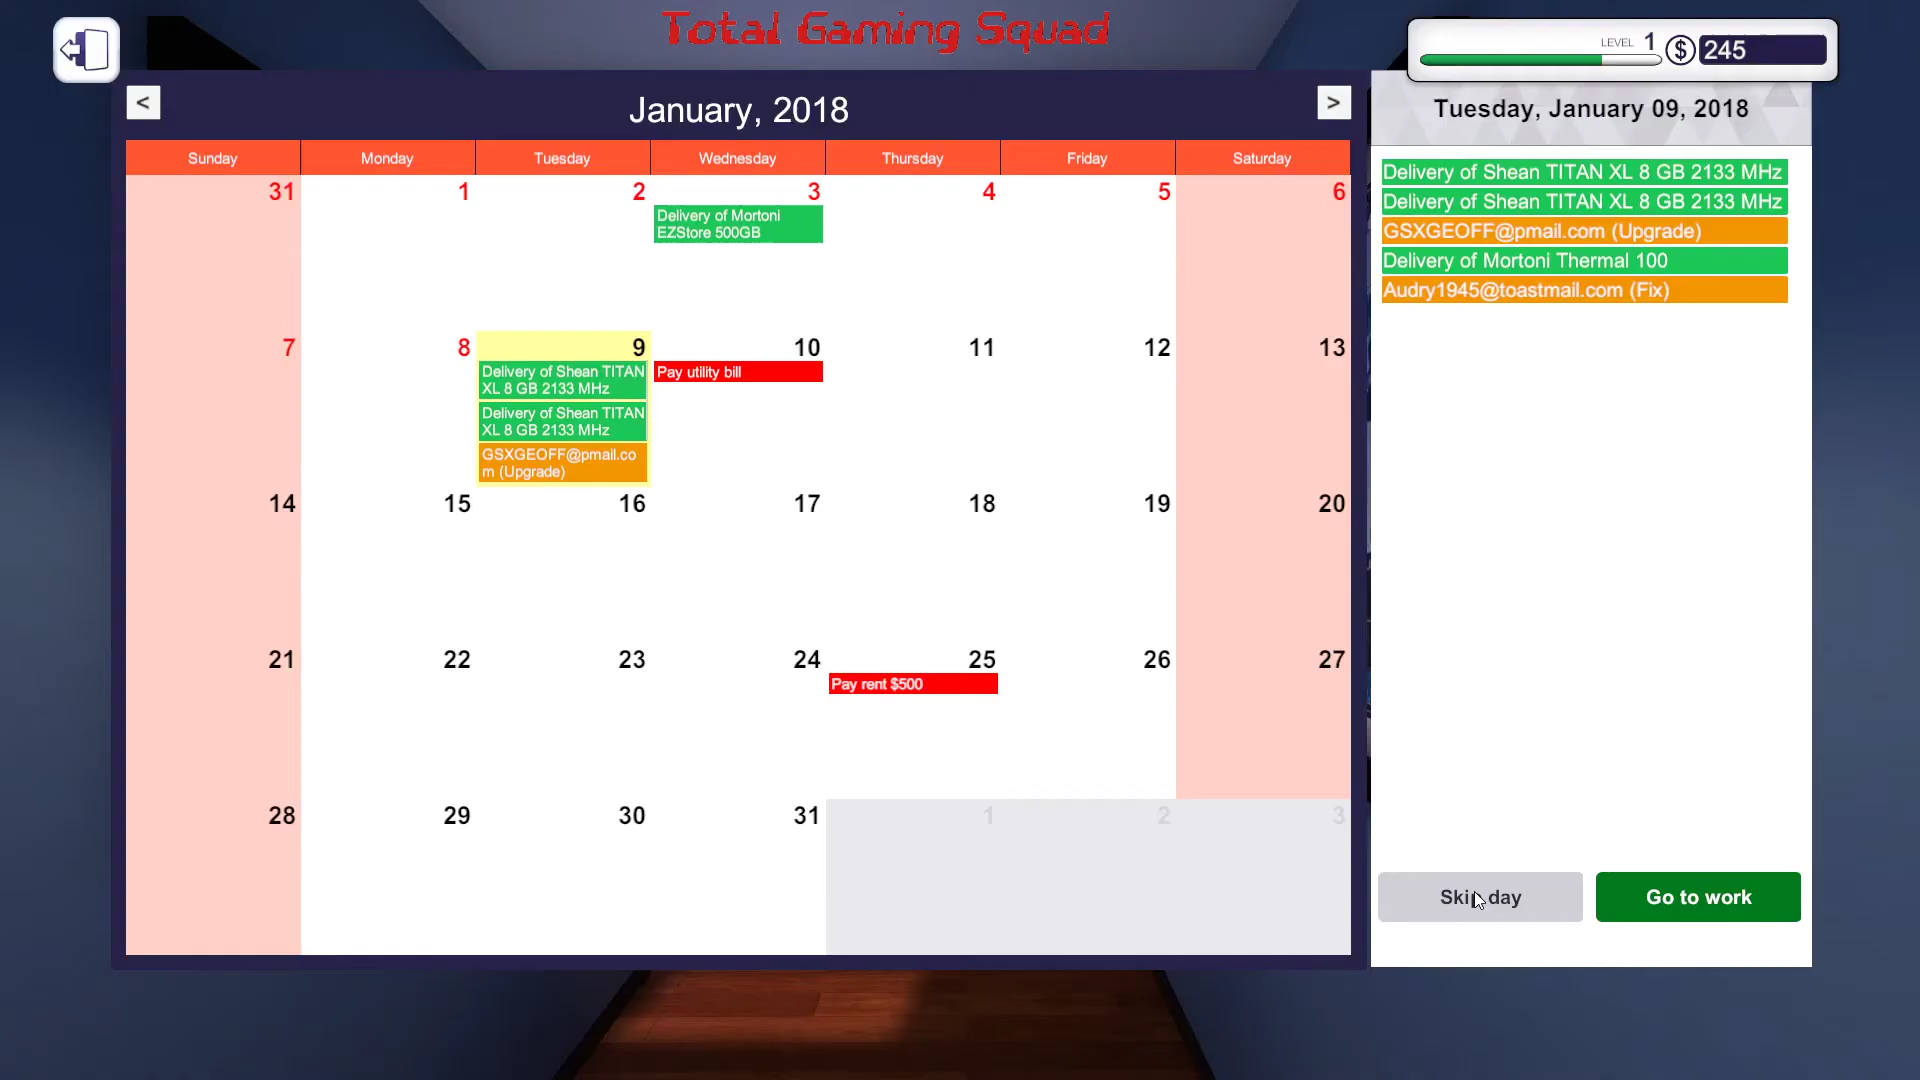 Total Gaming Squad
LEVEL 1
$ 245
<
January, 2018
>
Tuesday, January 09, 2018
Sunday Monday Tuesday Wednesday Thursday Friday Saturday
31 1 2 3 4 5 6
Delivery of Mortoni
EZStore 500GB
7 8 9 10 11 12 13
Delivery of Shean TITAN
XL 8 GB 2133 MHz
Delivery of Shean TITAN
XL 8 GB 2133 MHz
GSXGEOFF@pmail.co
m (Upgrade)
Pay utility bill
14 15 16 17 18 19 20
21 22 23 24 25 26 27
Pay rent $500
28 29 30 31 1 2 3
Delivery of Shean TITAN XL 8 GB 2133 MHz
Delivery of Shean TITAN XL 8 GB 2133 MHz
GSXGEOFF@pmail.com (Upgrade)
Delivery of Mortoni Thermal 100
Audry1945@toastmail.com (Fix)
Skip day
Go to work